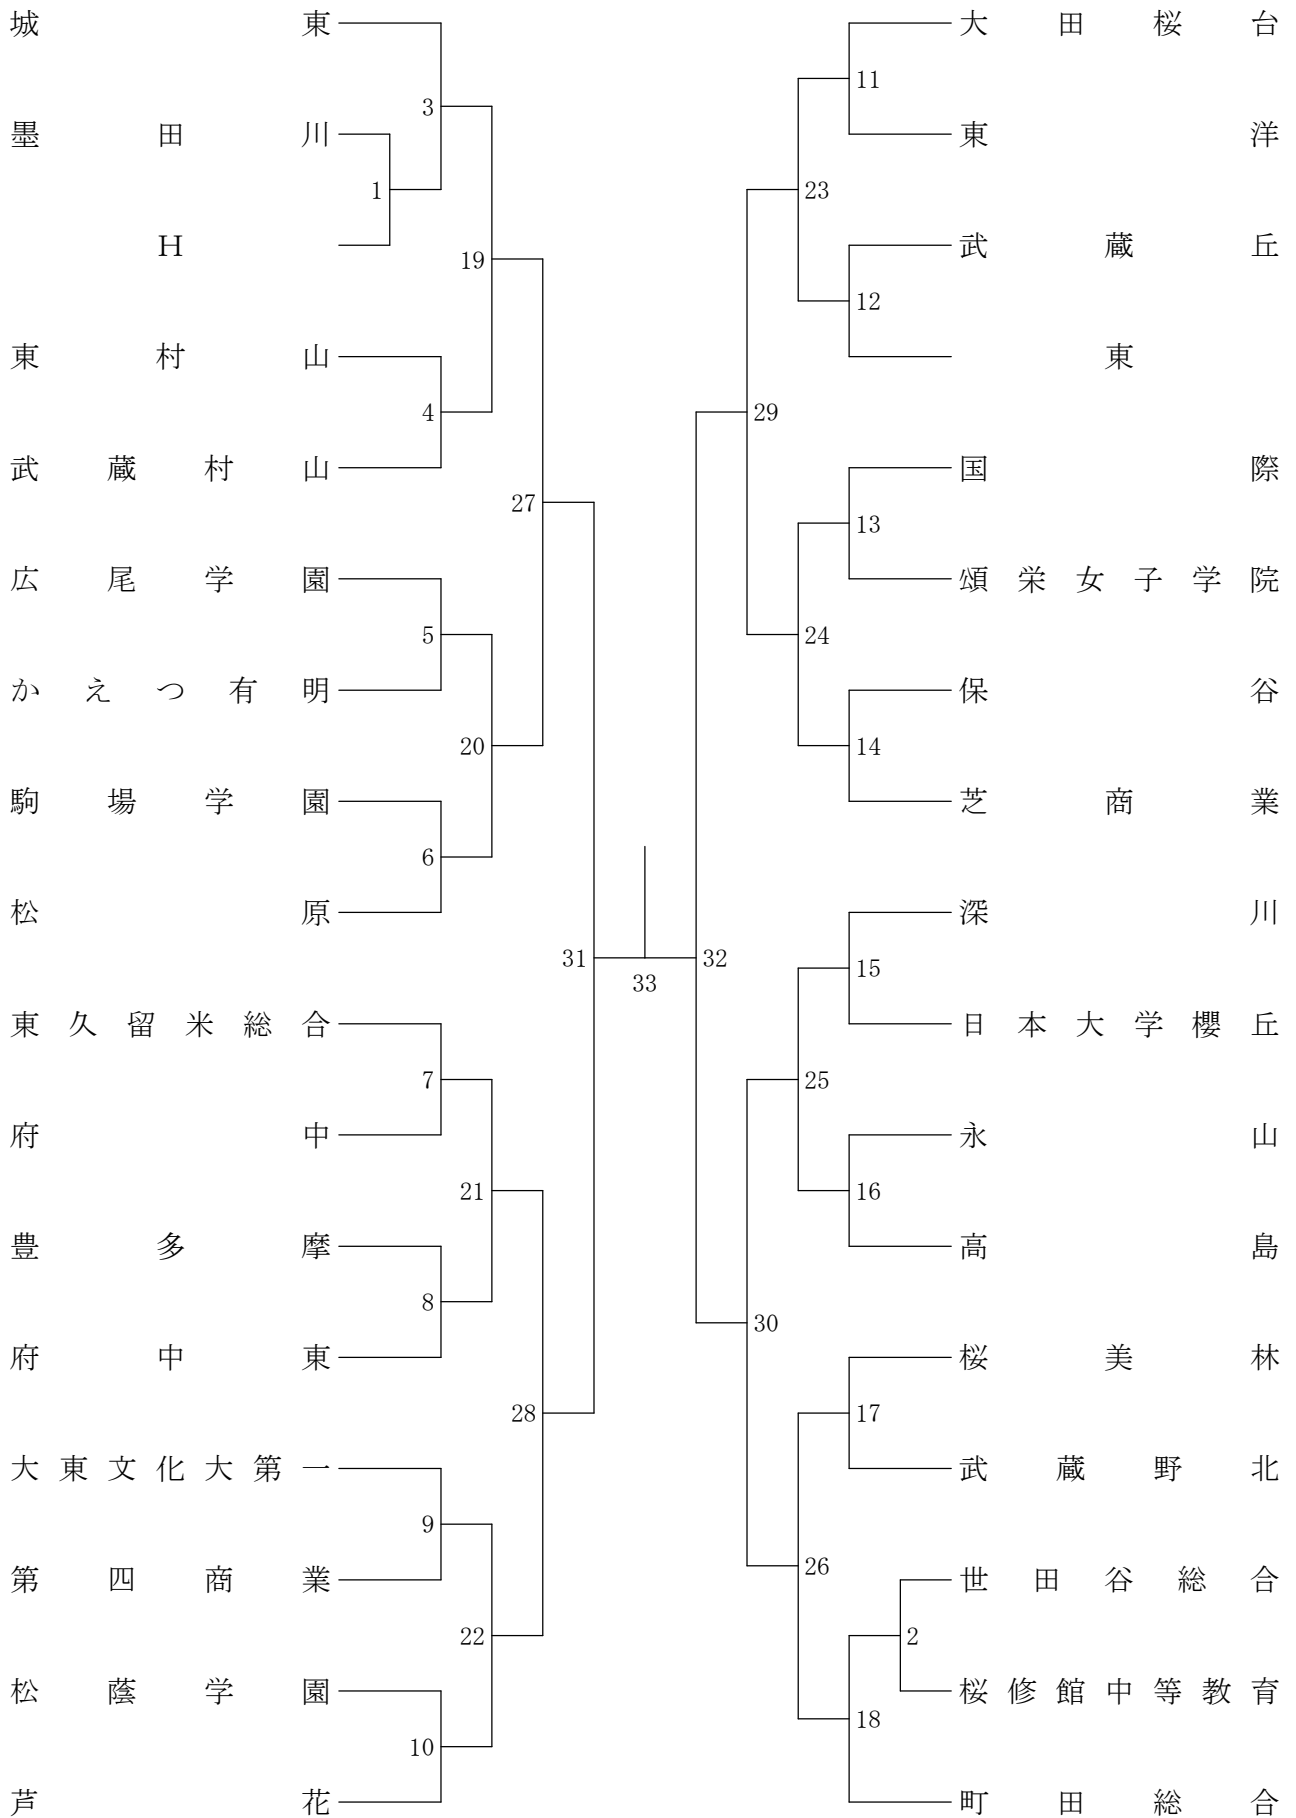 城東
墨田川
H
東村山
武蔵村山
広尾学園
かえつ有明
駒場学園
松原
東久留米総合
府中
豊多摩
府中東
大東文化大第一
第四商業
松蔭学園
芦花
3
1
19
4
27
5
20
6
31
7
21
8
28
9
22
10
33
大田桜台
東洋
武蔵丘
東
国際
頌栄女子学院
保谷
芝商業
深川
日本大学櫻丘
永山
高島
桜美林
武蔵野北
世田谷総合
桜修館中等教育
町田総合
11
23
12
29
13
24
14
32
15
25
16
30
17
26
2
18